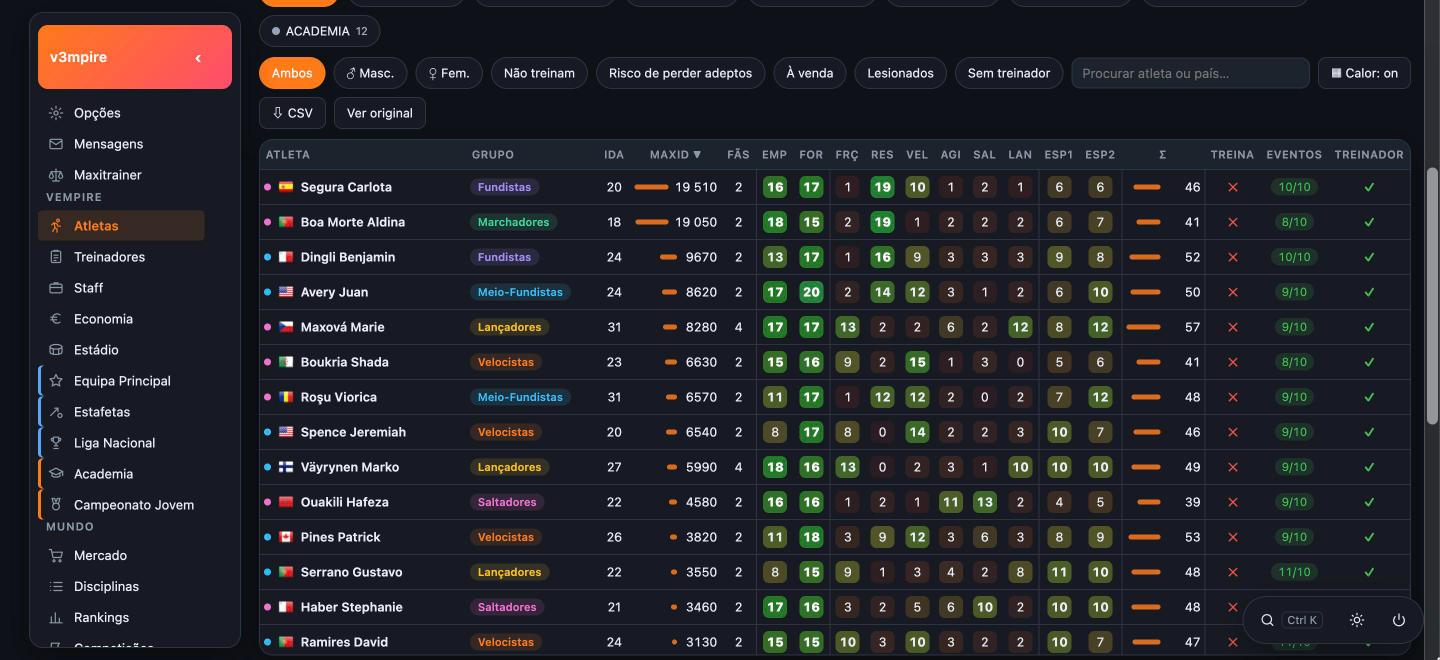 ACADEMIA 12
v3mpire
Ambos ♂ Masc. ♀ Fem. Não treinam Risco de perder adeptos À venda Lesionados Sem treinador Procurar atleta ou país... Calor: on
CSV Ver original
Opções
Mensagens
Maxitrainer
VEMPIRE
Atletas
Treinadores
Staff
Economia
Estádio
Equipa Principal
Estafetas
Liga Nacional
Academia
Campeonato Jovem
MUNDO
Mercado
Disciplinas
Rankings
ATLETA GRUPO IDA MAXID ▼ FÃS EMP FOR FRÇ RES VEL AGI SAL LAN ESP1 ESP2 Σ TREINA EVENTOS TREINADOR
Segura Carlota Fundistas 20 19 510 2 16 17 1 19 10 1 2 1 6 6 46 ✕ 10/10 ✓
Boa Morte Aldina Marchadores 18 19 050 2 18 15 2 19 1 2 2 2 6 7 41 ✕ 8/10 ✓
Dingli Benjamin Fundistas 24 9670 2 13 17 1 16 9 3 3 3 9 8 52 ✕ 10/10 ✓
Avery Juan Meio-Fundistas 24 8620 2 17 20 2 14 12 3 1 2 6 10 50 ✕ 9/10 ✓
Maxová Marie Lançadores 31 8280 4 17 17 13 2 2 6 2 12 8 12 57 ✕ 9/10 ✓
Boukria Shada Velocistas 23 6630 2 15 16 9 2 15 1 3 0 5 6 41 ✕ 8/10 ✓
Roşu Viorica Meio-Fundistas 31 6570 2 11 17 1 12 12 2 0 2 7 12 48 ✕ 9/10 ✓
Spence Jeremiah Velocistas 20 6540 2 8 17 8 0 14 2 2 3 10 7 46 ✕ 9/10 ✓
Väyrynen Marko Lançadores 27 5990 4 18 16 13 0 2 3 1 10 10 10 49 ✕ 9/10 ✓
Ouakili Hafeza Saltadores 22 4580 2 16 16 1 2 1 11 13 2 4 5 39 ✕ 9/10 ✓
Pines Patrick Velocistas 26 3820 2 11 18 3 9 12 3 6 3 8 9 53 ✕ 9/10 ✓
Serrano Gustavo Lançadores 22 3550 2 8 15 9 1 3 4 2 8 11 10 48 ✕ 11/10 ✓
Haber Stephanie Saltadores 21 3460 2 17 16 3 2 5 6 10 2 10 10 48 ✕
Ramires David Velocistas 24 3130 2 15 15 10 3 10 3 2 2 10 7 47 ✕
Ctrl K